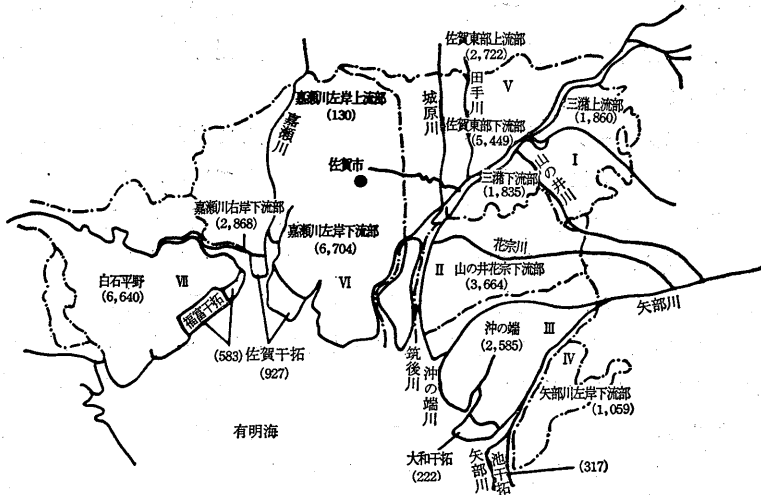 佐賀東部上流部
(2,722)
田手川
V
城原川
嘉瀬川左岸上流部
(130)
嘉瀬川
三潴上流部
(1,860)
佐賀東部下流部
(5,449)
I
山の井川
佐賀市
三潴下流部
(1,835)
嘉瀬川右岸下流部
(2,868)
嘉瀬川左岸下流部
(6,704)
花宗川
白石平野
(6,640)
VII
VI
II
山の井花宗下流部
(3,664)
矢部川
福富干拓
沖の端
(2,585)
III
(583)
佐賀干拓
(927)
筑後川
沖の端川
IV
矢部川左岸下流部
(1,059)
有明海
大和干拓
(222)
矢部川
池干拓
(317)